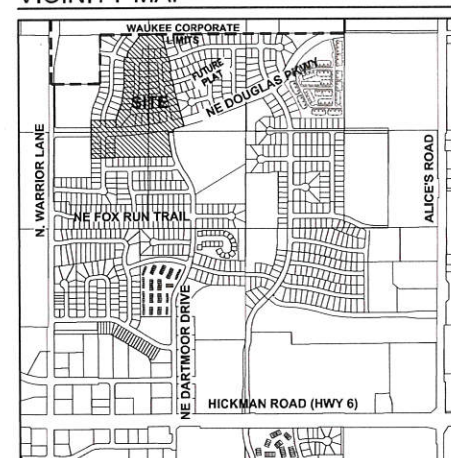 VICINITY MAP
WAUKEE CORPORATE
LIMITS
FUTURE
PLAT
SITE
NE DOUGLAS PKWY
N. WARRIOR LANE
ALICE'S ROAD
NE FOX RUN TRAIL
NE DARTMOOR DRIVE
HICKMAN ROAD (HWY 6)